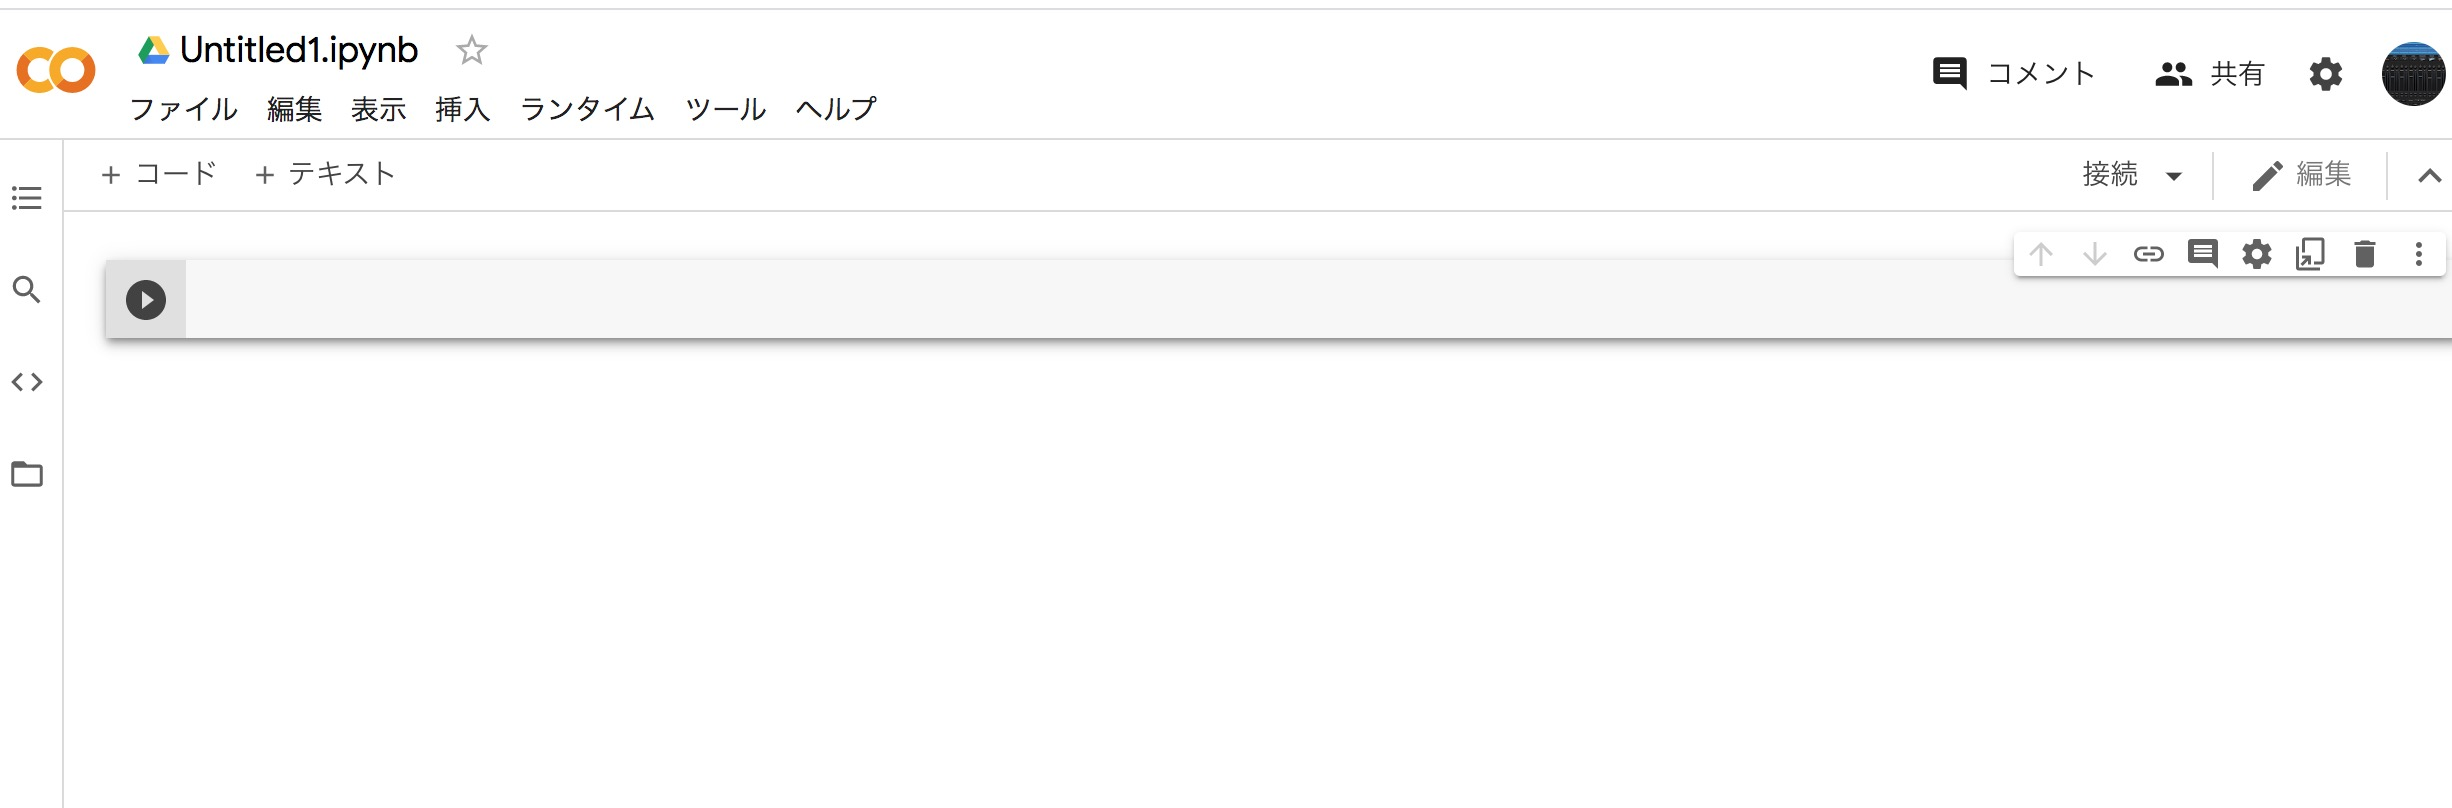 Untitled1.ipynb
コメント 共有
ファイル 編集 表示 挿入 ランタイム ツール ヘルプ
+ コード + テキスト 接続 編集